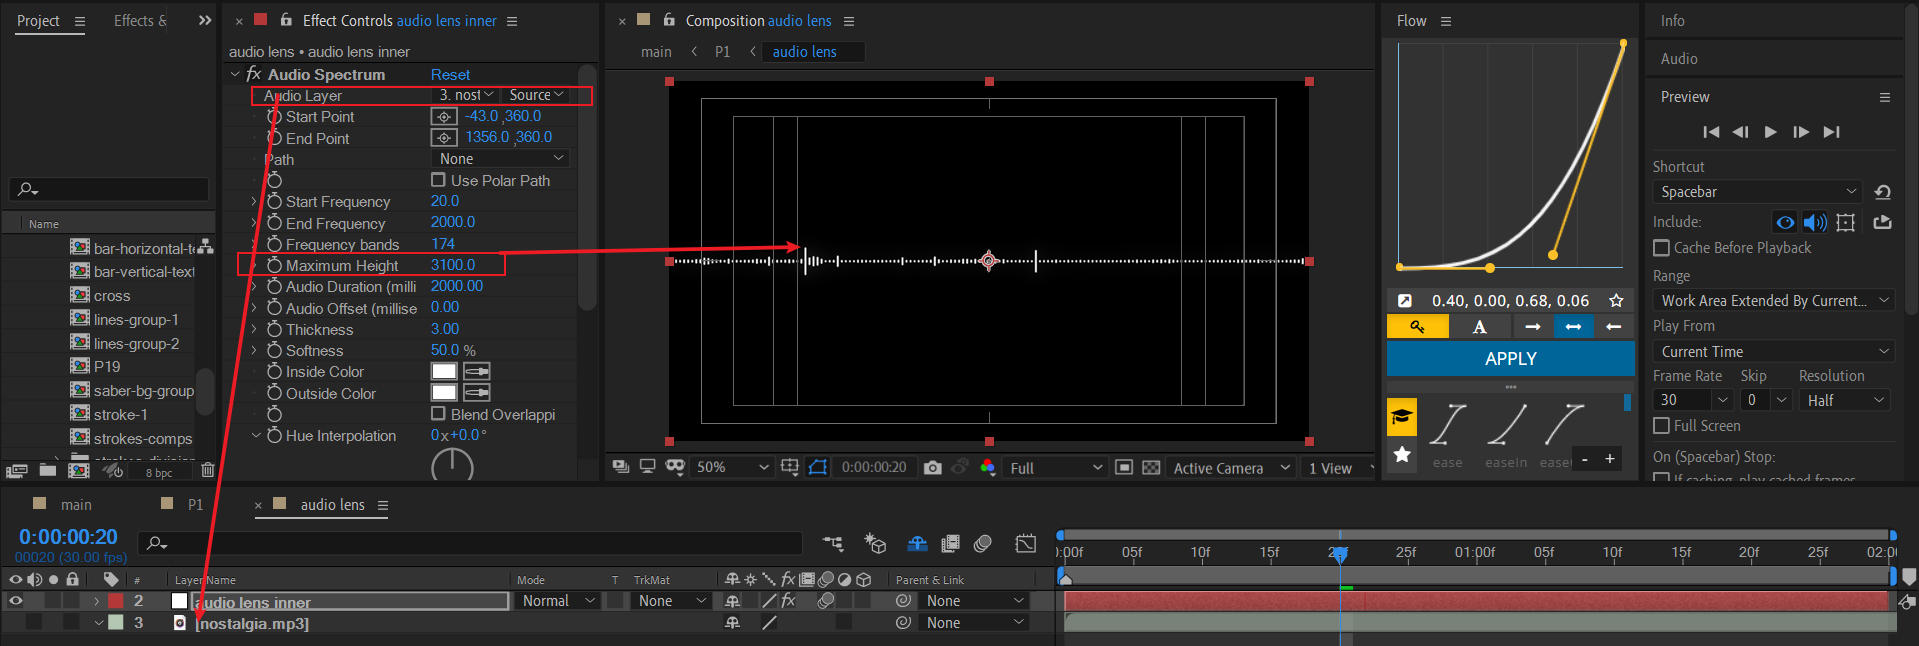 Project
Effects &
Effect Controls audio lens inner
audio lens • audio lens inner
fx Audio Spectrum Reset
Audio Layer 3. nost Source
Start Point -43.0 ,360.0
End Point 1356.0 ,360.0
Path None
Use Polar Path
Start Frequency 20.0
End Frequency 2000.0
Frequency bands 174
Maximum Height 3100.0
Audio Duration (milli 2000.00
Audio Offset (millise 0.00
Thickness 3.00
Softness 50.0 %
Inside Color
Outside Color
Blend Overlappi
Hue Interpolation 0x+0.0°
Name
bar-horizontal-te
bar-vertical-text
cross
lines-group-1
lines-group-2
P19
saber-bg-group
stroke-1
strokes-comps
strokes-division
8 bpc
Composition audio lens
main < P1 < audio lens
50% 0:00:00:20 Full Active Camera 1 View
Flow
0.40, 0.00, 0.68, 0.06
A
APPLY
ease easeIn ease
- +
Info
Audio
Preview
Shortcut
Spacebar
Include:
Cache Before Playback
Range
Work Area Extended By Current...
Play From
Current Time
Frame Rate Skip Resolution
30 0 Half
Full Screen
On (Spacebar) Stop:
If caching, play cached frames
main P1 audio lens
0:00:00:20
00020 (30.00 fps)
# Layer Name Mode T TrkMat fx Parent & Link
2 audio lens inner Normal None fx None
3 [nostalgia.mp3] None
):00f 05f 10f 15f 20f 25f 01:00f 05f 10f 15f 20f 25f 02:0